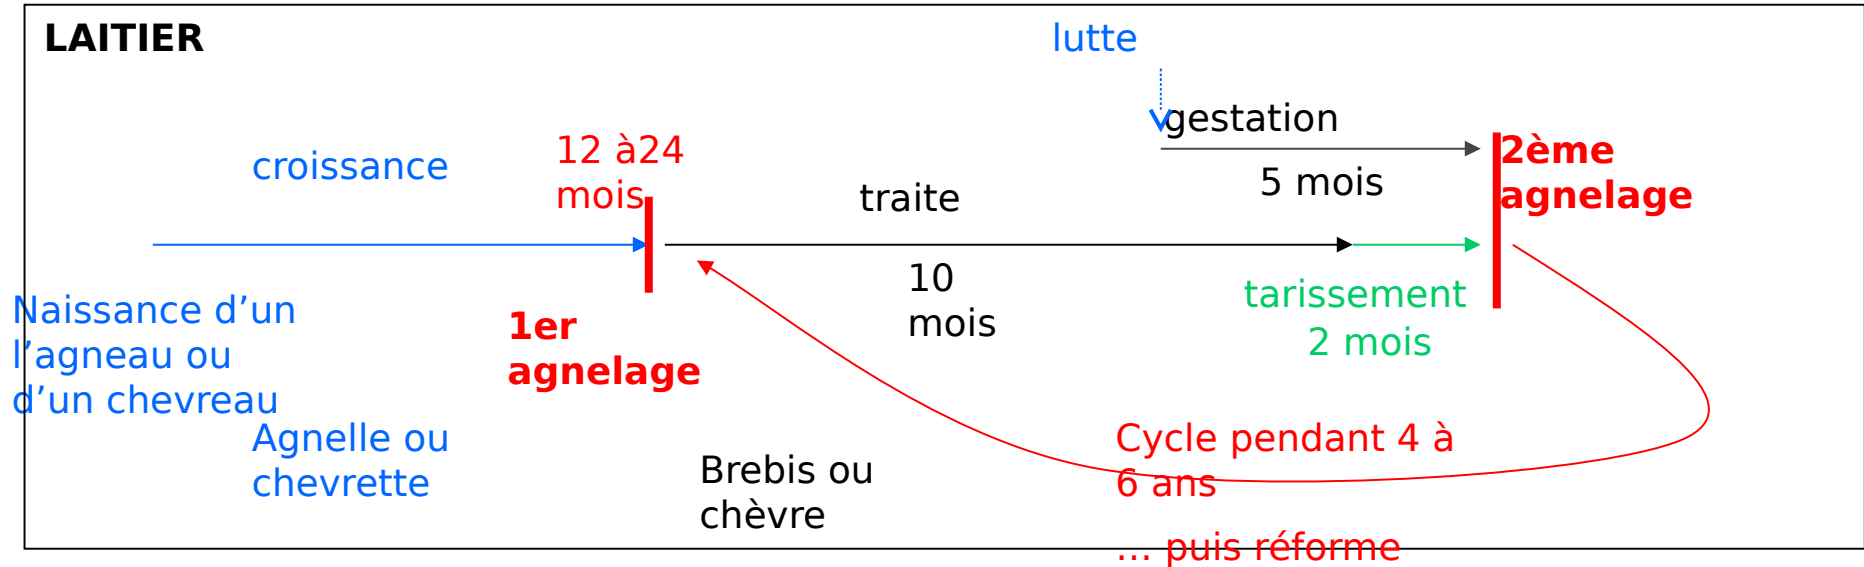 LAITIER
lutte
gestation
12 à24
mois
2ème
agnelage
croissance
5 mois
traite
10
mois
tarissement
2 mois
Naissance d’un
l’agneau ou
d’un chevreau
1er
agnelage
Agnelle ou
chevrette
Brebis ou
chèvre
Cycle pendant 4 à
6 ans
… puis réforme